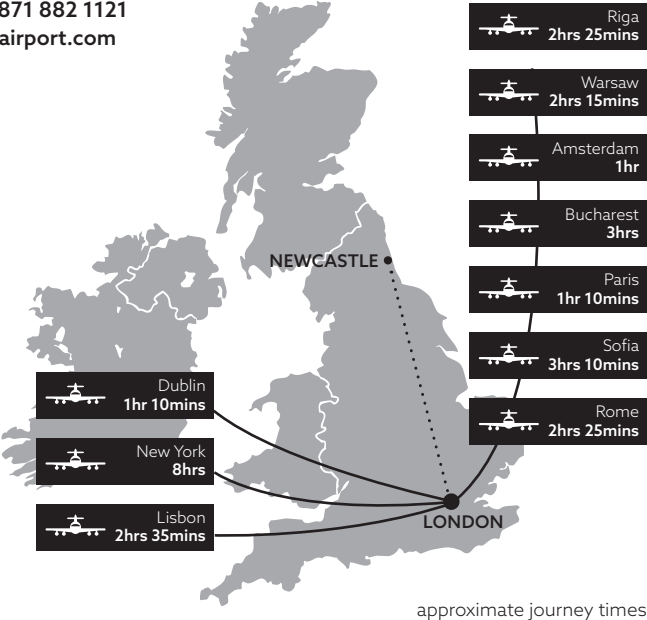 871 882 1121
airport.com
Riga
2hrs 25mins
Warsaw
2hrs 15mins
Amsterdam
1hr
Bucharest
3hrs
NEWCASTLE
Paris
1hr 10mins
Sofia
3hrs 10mins
Dublin
1hr 10mins
Rome
2hrs 25mins
New York
8hrs
Lisbon
2hrs 35mins
LONDON
approximate journey times